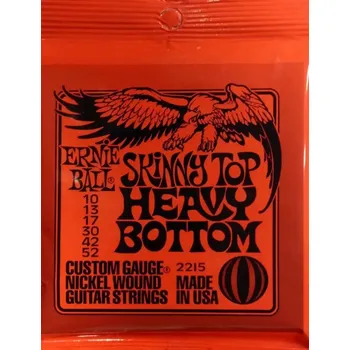 ERNIE
BALL®
SKINNY TOP
HEAVY
BOTTOM
10
13
17
30
42
52
CUSTOM GAUGE®
NICKEL WOUND
GUITAR STRINGS
2215
MADE
IN USA